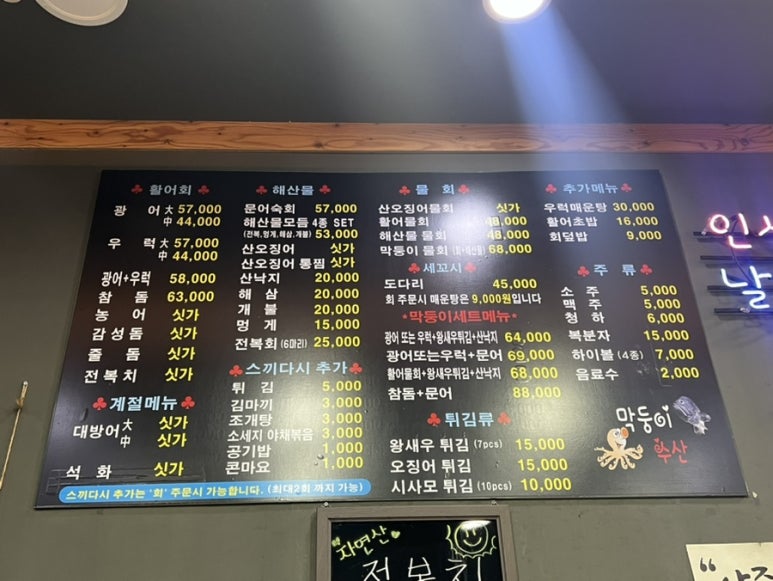 활어회
광 어 大 57,000
中 44,000
우 럭 大 57,000
中 44,000
광어+우럭 58,000
참 돔 63,000
농 어 싯가
감성돔 싯가
줄 돔 싯가
전복치 싯가
계절메뉴
대방어 大 싯가
中 싯가
석 화 싯가
해산물
문어숙회 57,000
해산물모듬 4종 SET
(전복,멍게,해삼,개불) 53,000
산오징어 싯가
산오징어 통찜 싯가
산낙지 20,000
해 삼 20,000
개 불 20,000
멍 게 15,000
전복회 (6마리) 25,000
스끼다시 추가
튀 김 5,000
김마끼 3,000
조개탕 3,000
소세지 야채볶음 3,000
공기밥 1,000
콘마요 1,000
스끼다시 추가는 '회' 주문시 가능합니다. (최대2회 까지 가능)
물 회
산오징어물회 싯가
활어물회 48,000
해산물 물회 48,000
막둥이 물회 68,000
세꼬시
도다리 45,000
회 주문시 매운탕은 9,000원입니다
*막둥이세트메뉴*
광어 또는 우럭+왕새우튀김+산낙지 64,000
광어또는우럭+문어 69,000
활어물회+왕새우튀김+산낙지 68,000
참돔+문어 88,000
튀김류
왕새우 튀김 (7pcs) 15,000
오징어 튀김 15,000
시사모 튀김 (10pcs) 10,000
추가메뉴
우럭매운탕 30,000
활어초밥 16,000
회덮밥 9,000
주 류
소 주 5,000
맥 주 5,000
청 하 6,000
복분자 15,000
하이볼 (4종) 7,000
음료수 2,000
막둥이
수산
자연산
전복치